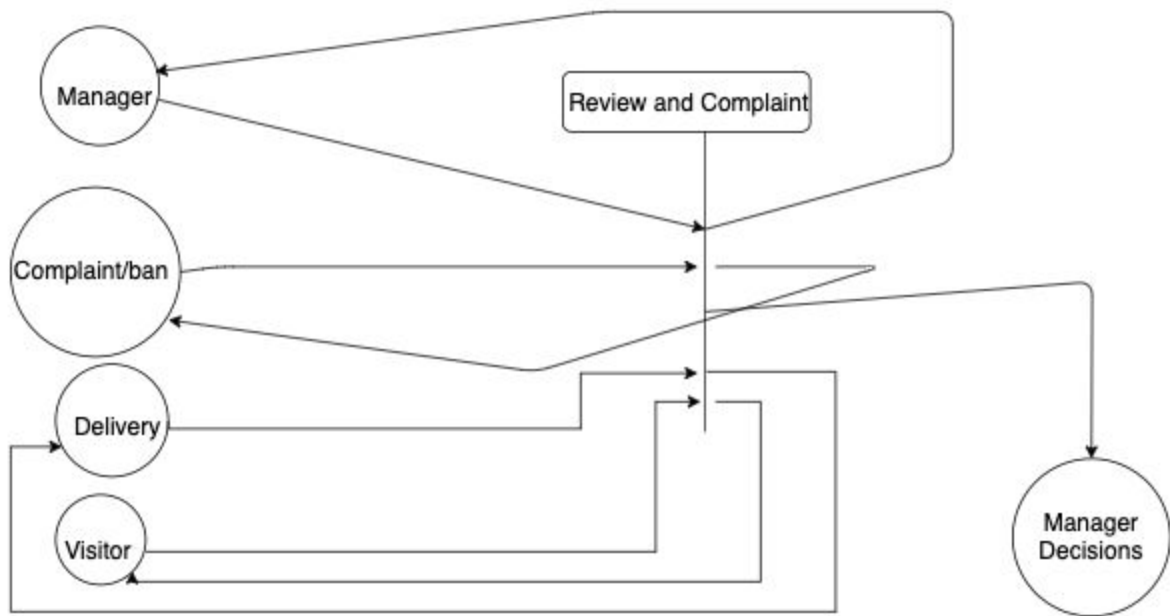 Manager
Review and Complaint
Complaint/ban
Delivery
Visitor
Manager
Decisions